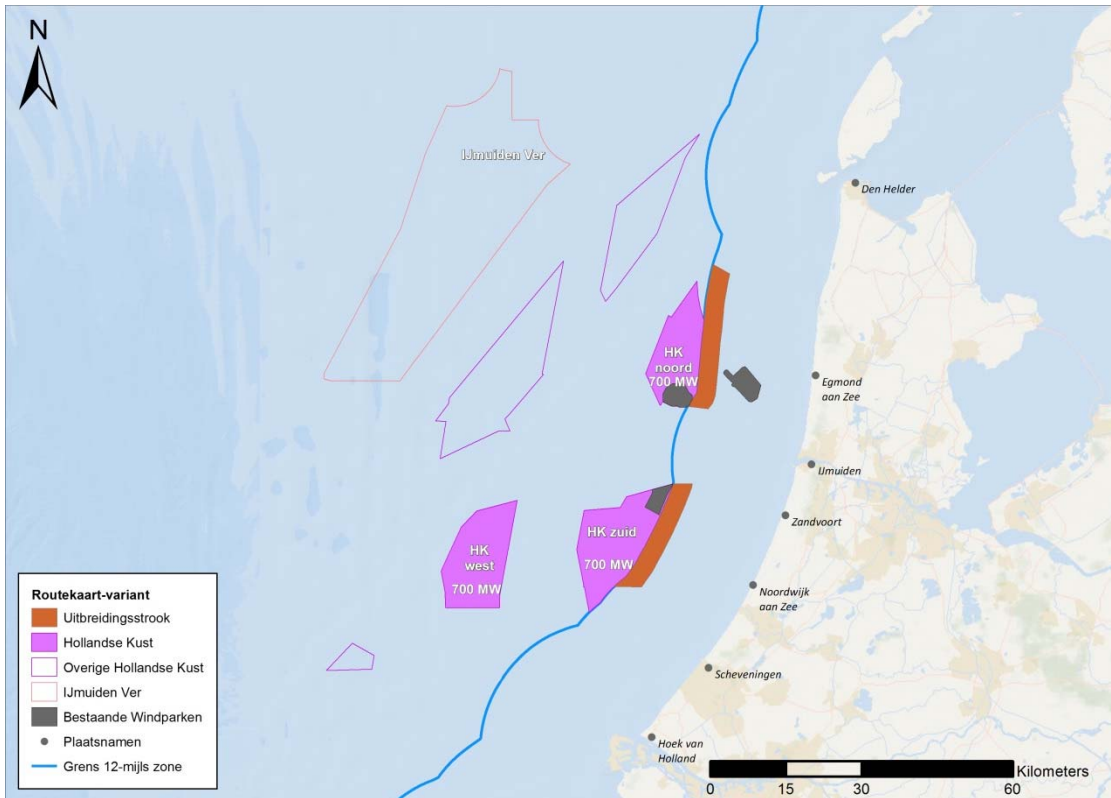 N
IJmuiden Ver
Den Helder
HK
noord
700 MW
Egmond
aan Zee
IJmuiden
Zandvoort
HK zuid
700 MW
HK
west
700 MW
Noordwijk
aan Zee
Scheveningen
Hoek van
Holland
Routekaart-variant
Uitbreidingsstrook
Hollandse Kust
Overige Hollandse Kust
IJmuiden Ver
Bestaande Windparken
Plaatsnamen
Grens 12-mijls zone
Kilometers
0 15 30 60